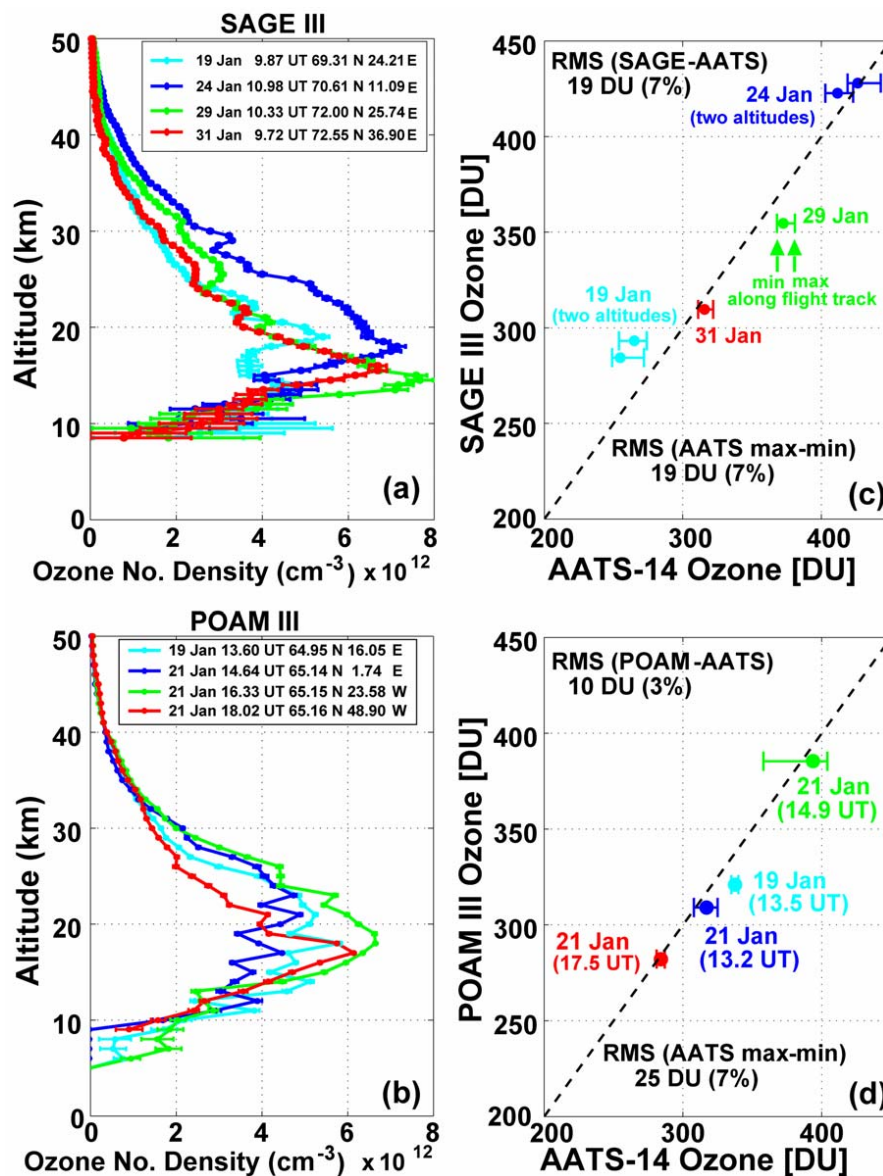 SAGE III
50
40
30
20
10
0
Altitude (km)
19 Jan 9.87 UT 69.31 N 24.21 E
24 Jan 10.98 UT 70.61 N 11.09 E
29 Jan 10.33 UT 72.00 N 25.74 E
31 Jan 9.72 UT 72.55 N 36.90 E
(a)
0 2 4 6 8
Ozone No. Density (cm⁻³) x 10¹²
450
400
350
300
250
200
SAGE III Ozone [DU]
RMS (SAGE-AATS)
19 DU (7%)
24 Jan
(two altitudes)
29 Jan
min max
along flight track
19 Jan
(two altitudes)
31 Jan
RMS (AATS max-min)
19 DU (7%)
(c)
200 300 400
AATS-14 Ozone [DU]
POAM III
50
40
30
20
10
0
Altitude (km)
19 Jan 13.60 UT 64.95 N 16.05 E
21 Jan 14.64 UT 65.14 N 1.74 E
21 Jan 16.33 UT 65.15 N 23.58 W
21 Jan 18.02 UT 65.16 N 48.90 W
(b)
0 2 4 6 8
Ozone No. Density (cm⁻³) x 10¹²
450
400
350
300
250
200
POAM III Ozone [DU]
RMS (POAM-AATS)
10 DU (3%)
21 Jan
(14.9 UT)
19 Jan
(13.5 UT)
21 Jan
(17.5 UT)
21 Jan
(13.2 UT)
RMS (AATS max-min)
25 DU (7%)
(d)
200 300 400
AATS-14 Ozone [DU]